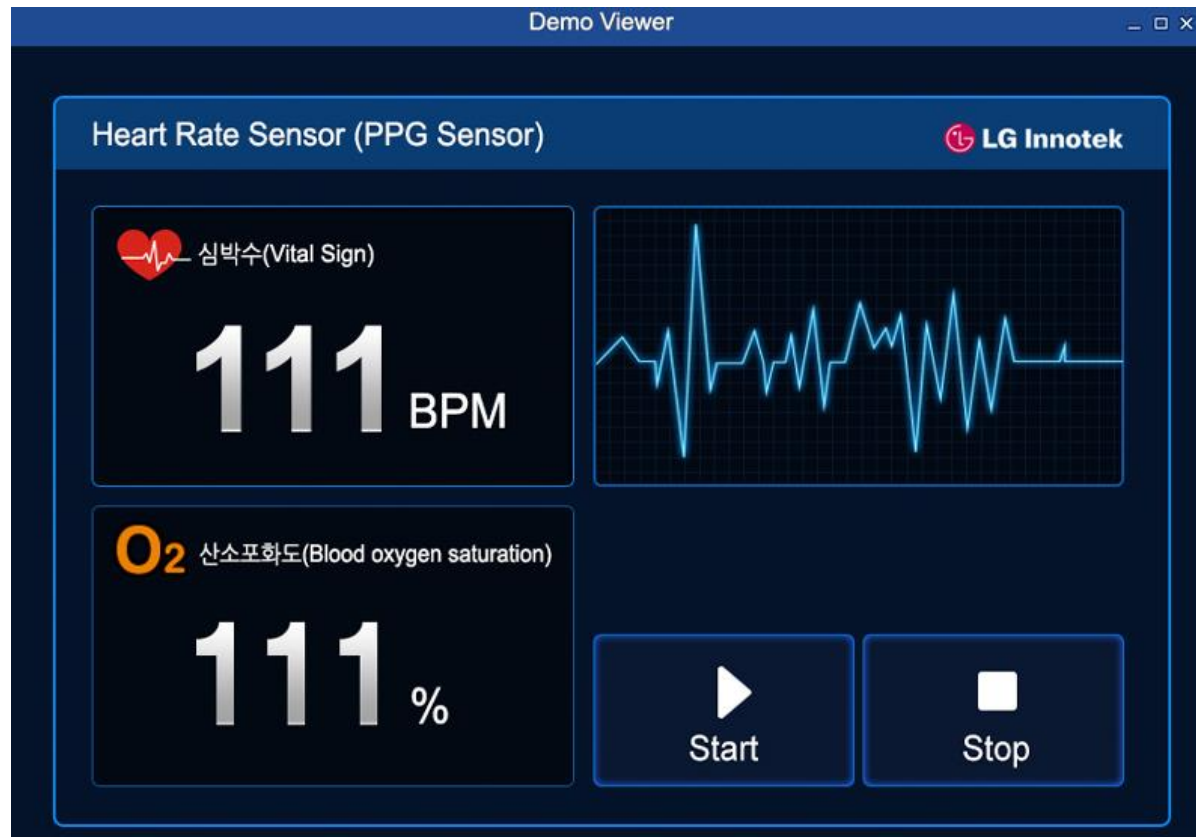 Demo Viewer
Heart Rate Sensor (PPG Sensor)
LG Innotek
심박수(Vital Sign)
111 BPM
O2 산소포화도(Blood oxygen saturation)
111 %
Start
Stop